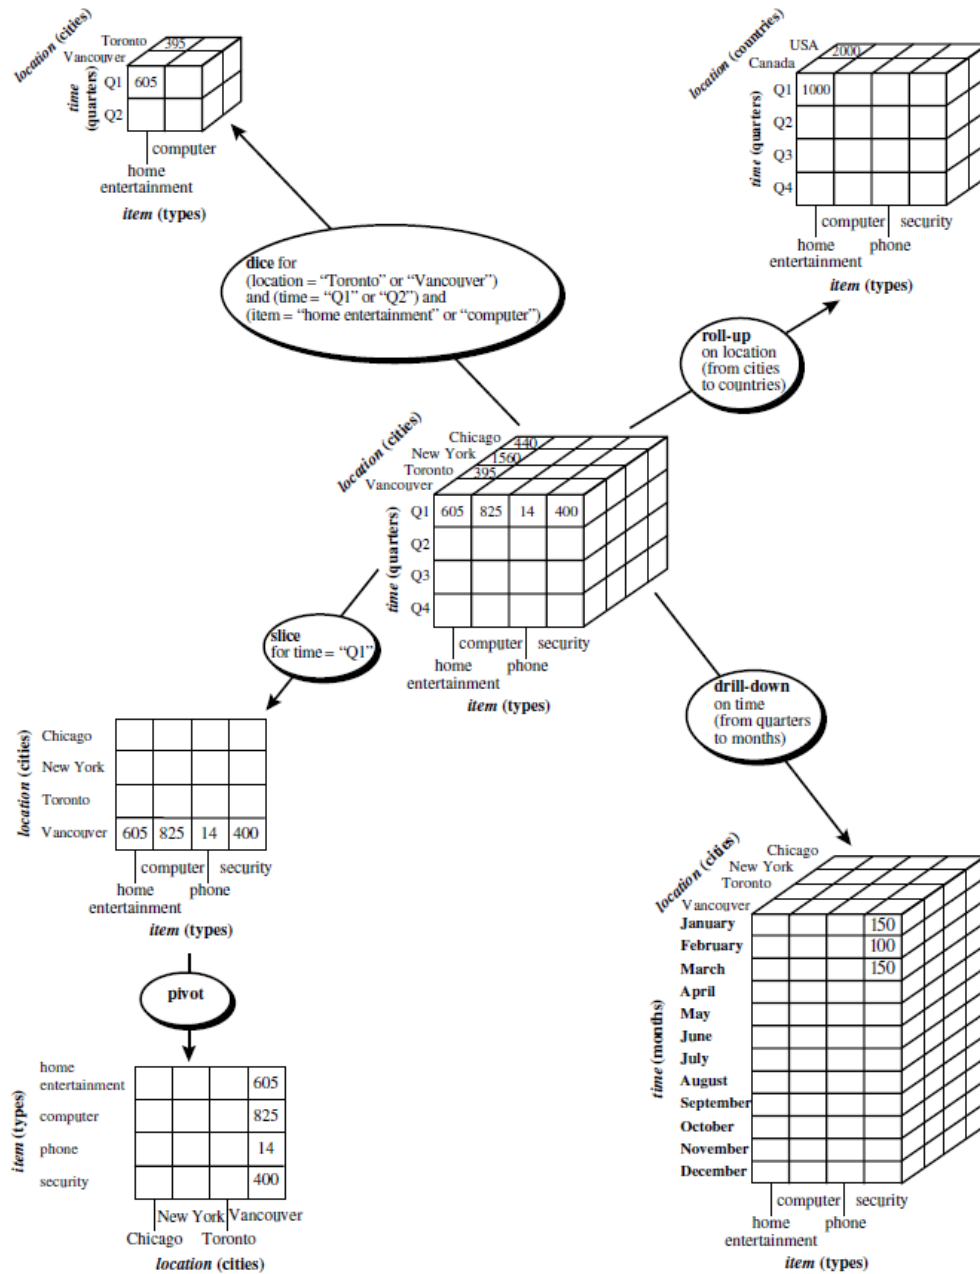 location (cities)
Toronto
395
Vancouver
time (quarters)
Q1
605
Q2
computer
home
entertainment
item (types)
location (countries)
USA
2000
Canada
time (quarters)
Q1
1000
Q2
Q3
Q4
computer
security
home
phone
entertainment
item (types)
dice for
(location = “Toronto” or “Vancouver”)
and (time = “Q1” or “Q2”) and
(item = “home entertainment” or “computer”)
roll-up
on location
(from cities
to countries)
location (cities)
Chicago
440
New York
1560
Toronto
395
Vancouver
time (quarters)
Q1
605 825 14 400
Q2
Q3
Q4
computer
security
home
phone
entertainment
item (types)
slice
for time = “Q1”
drill-down
on time
(from quarters
to months)
location (cities)
Chicago
New York
Toronto
Vancouver
605 825 14 400
computer
security
home
phone
entertainment
item (types)
pivot
item (types)
home
entertainment
605
computer
825
phone
14
security
400
New York
Vancouver
Chicago
Toronto
location (cities)
location (cities)
Chicago
New York
Toronto
Vancouver
time (months)
January
150
February
100
March
150
April
May
June
July
August
September
October
November
December
computer
security
home
phone
entertainment
item (types)